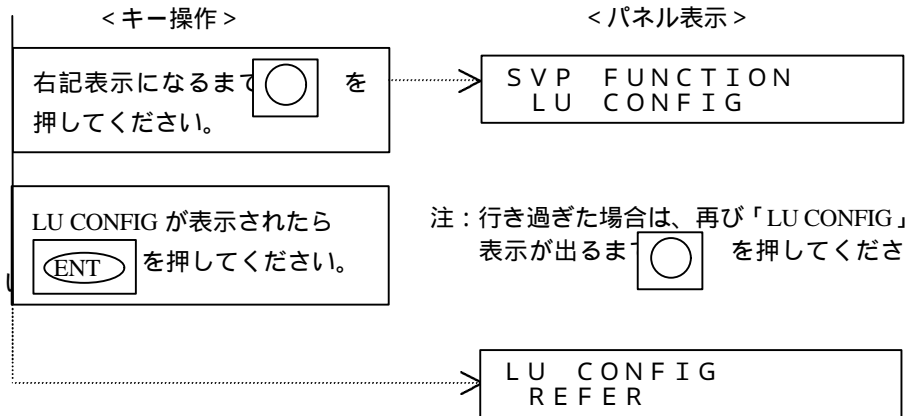 ＜キー操作＞
＜パネル表示＞
右記表示になるまで を
押してください。
ＳＶＰ ＦＵＮＣＴＩＯＮ
ＬＵ ＣＯＮＦＩＧ
LU CONFIG が表示されたら
ENT を押してください。
注：行き過ぎた場合は、再び「LU CONFIG」
表示が出るま を押してくださ
ＬＵ ＣＯＮＦＩＧ
ＲＥＦＥＲ